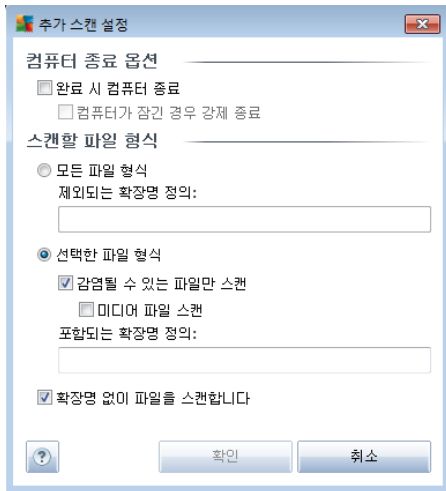 추가 스캔 설정
컴퓨터 종료 옵션
완료 시 컴퓨터 종료
컴퓨터가 잠긴 경우 강제 종료
스캔할 파일 형식
모든 파일 형식
제외되는 확장명 정의:
선택한 파일 형식
감염될 수 있는 파일만 스캔
미디어 파일 스캔
포함되는 확장명 정의:
확장명 없이 파일을 스캔합니다
? 확인 취소